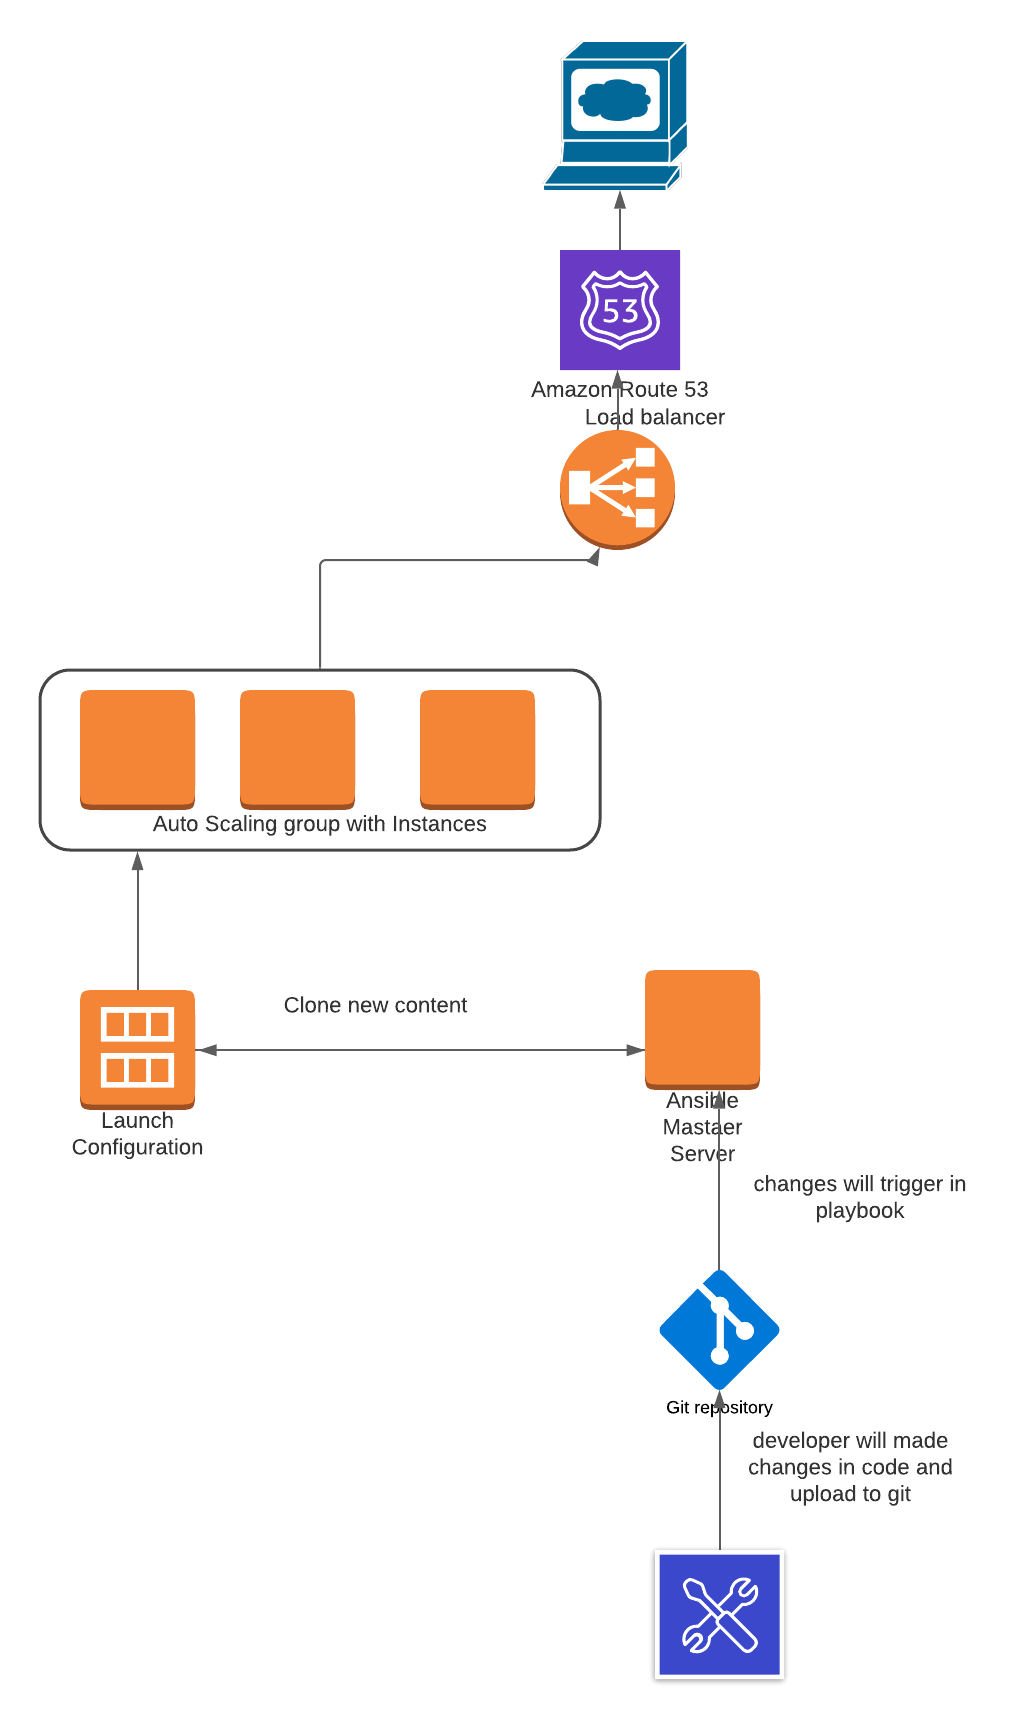 53
Amazon Route 53
Load balancer
Auto Scaling group with Instances
Clone new content
Launch
Configuration
Ansible
Mastaer
Server
changes will trigger in
playbook
Git repository
developer will made
changes in code and
upload to git